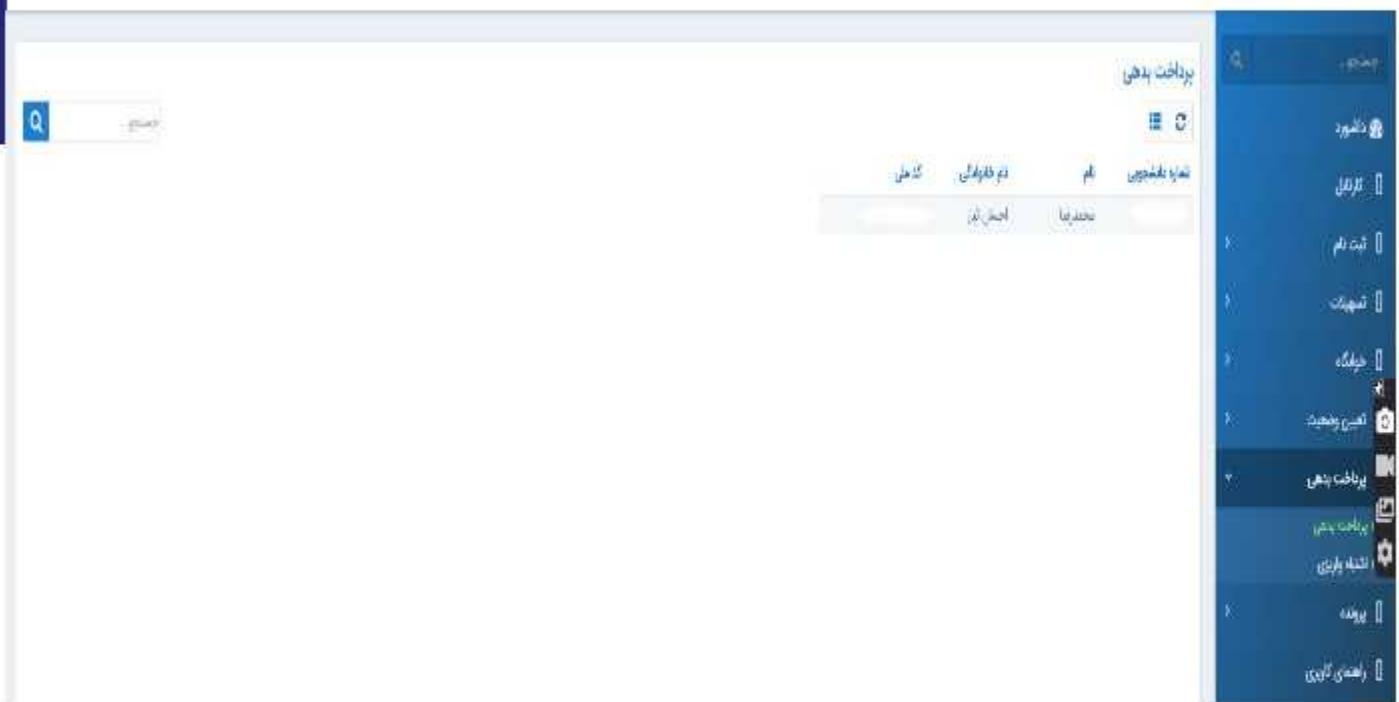 جستجو...
داشبورد
کارتابل
ثبت نام
تسهیلات
خوابگاه
تعیین وضعیت
پرداخت بدهی
پرداخت بدهی
اشتباه واریزی
پرونده
راهنمای کاربری
پرداخت بدهی
جستجو...
شماره دانشجویی نام نام خانوادگی کد ملی
محمدرضا